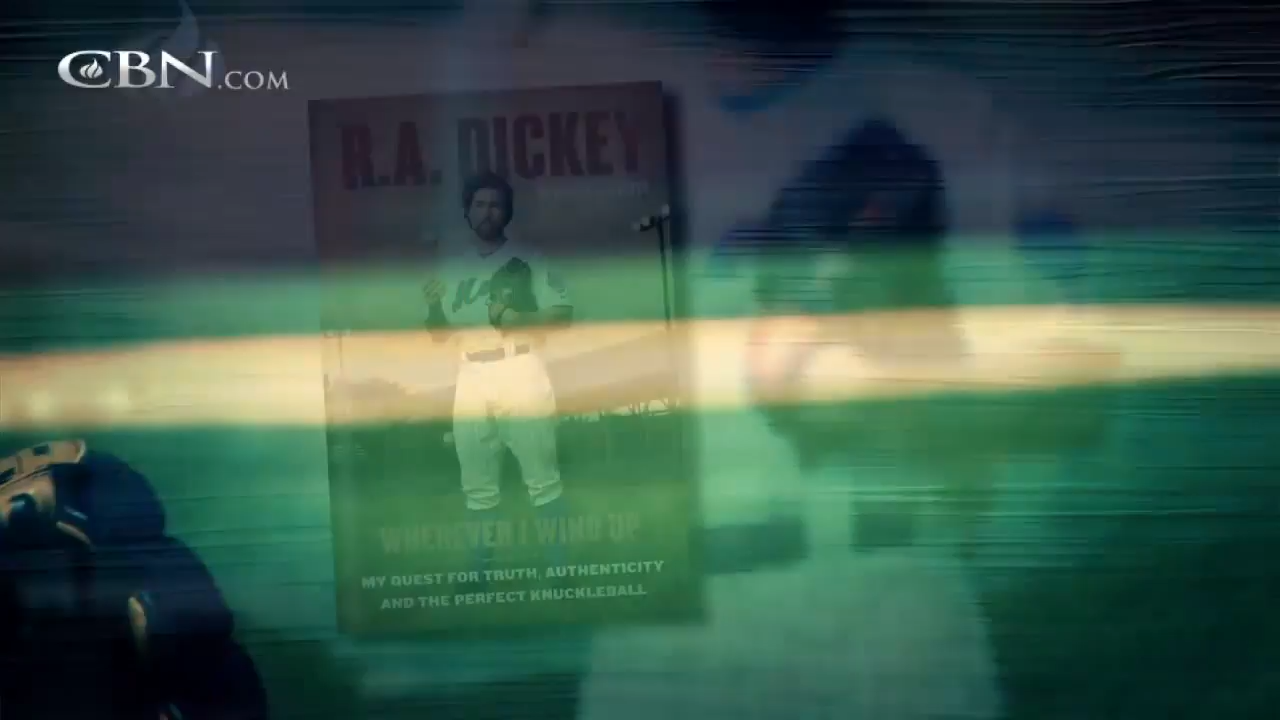 CBN.COM
R.A. DICKEY
WHEREVER I WIND UP
MY QUEST FOR TRUTH, AUTHENTICITY
AND THE PERFECT KNUCKLEBALL